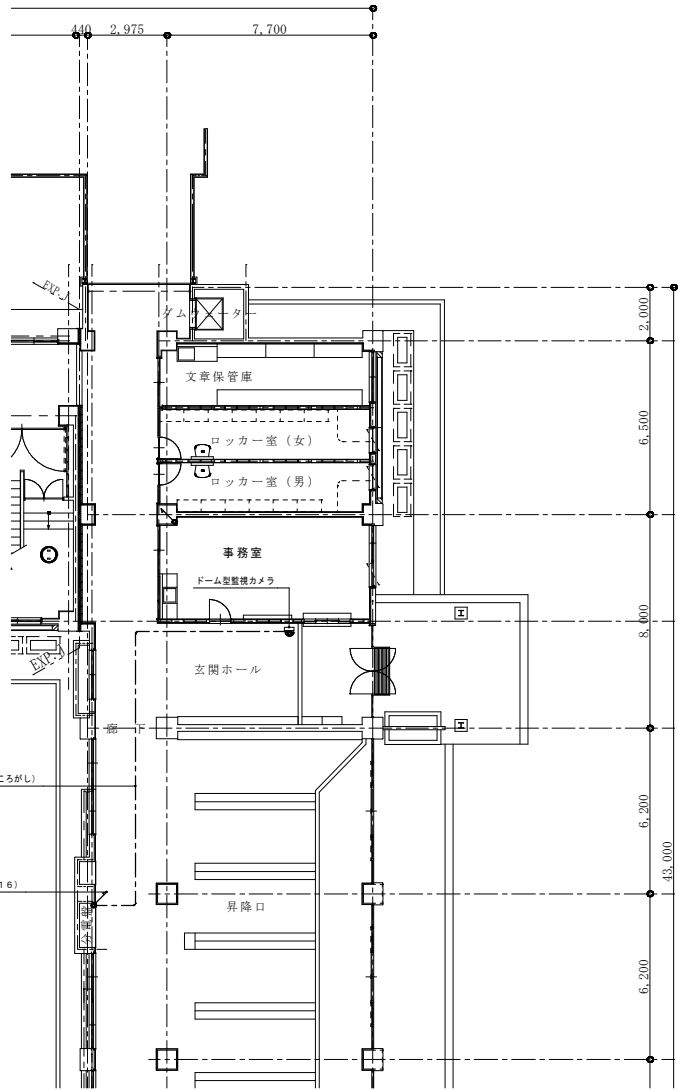 440 2,975 7,700
EXP.J
ダムウェーター
2,000
文章保管庫
6,500
ロッカー室（女）
ロッカー室（男）
事務室
ドーム型監視カメラ
8,000
EXP.J
玄関ホール
廊 下
ころがし）
6,200
43,000
16）
昇降口
分電盤
6,200